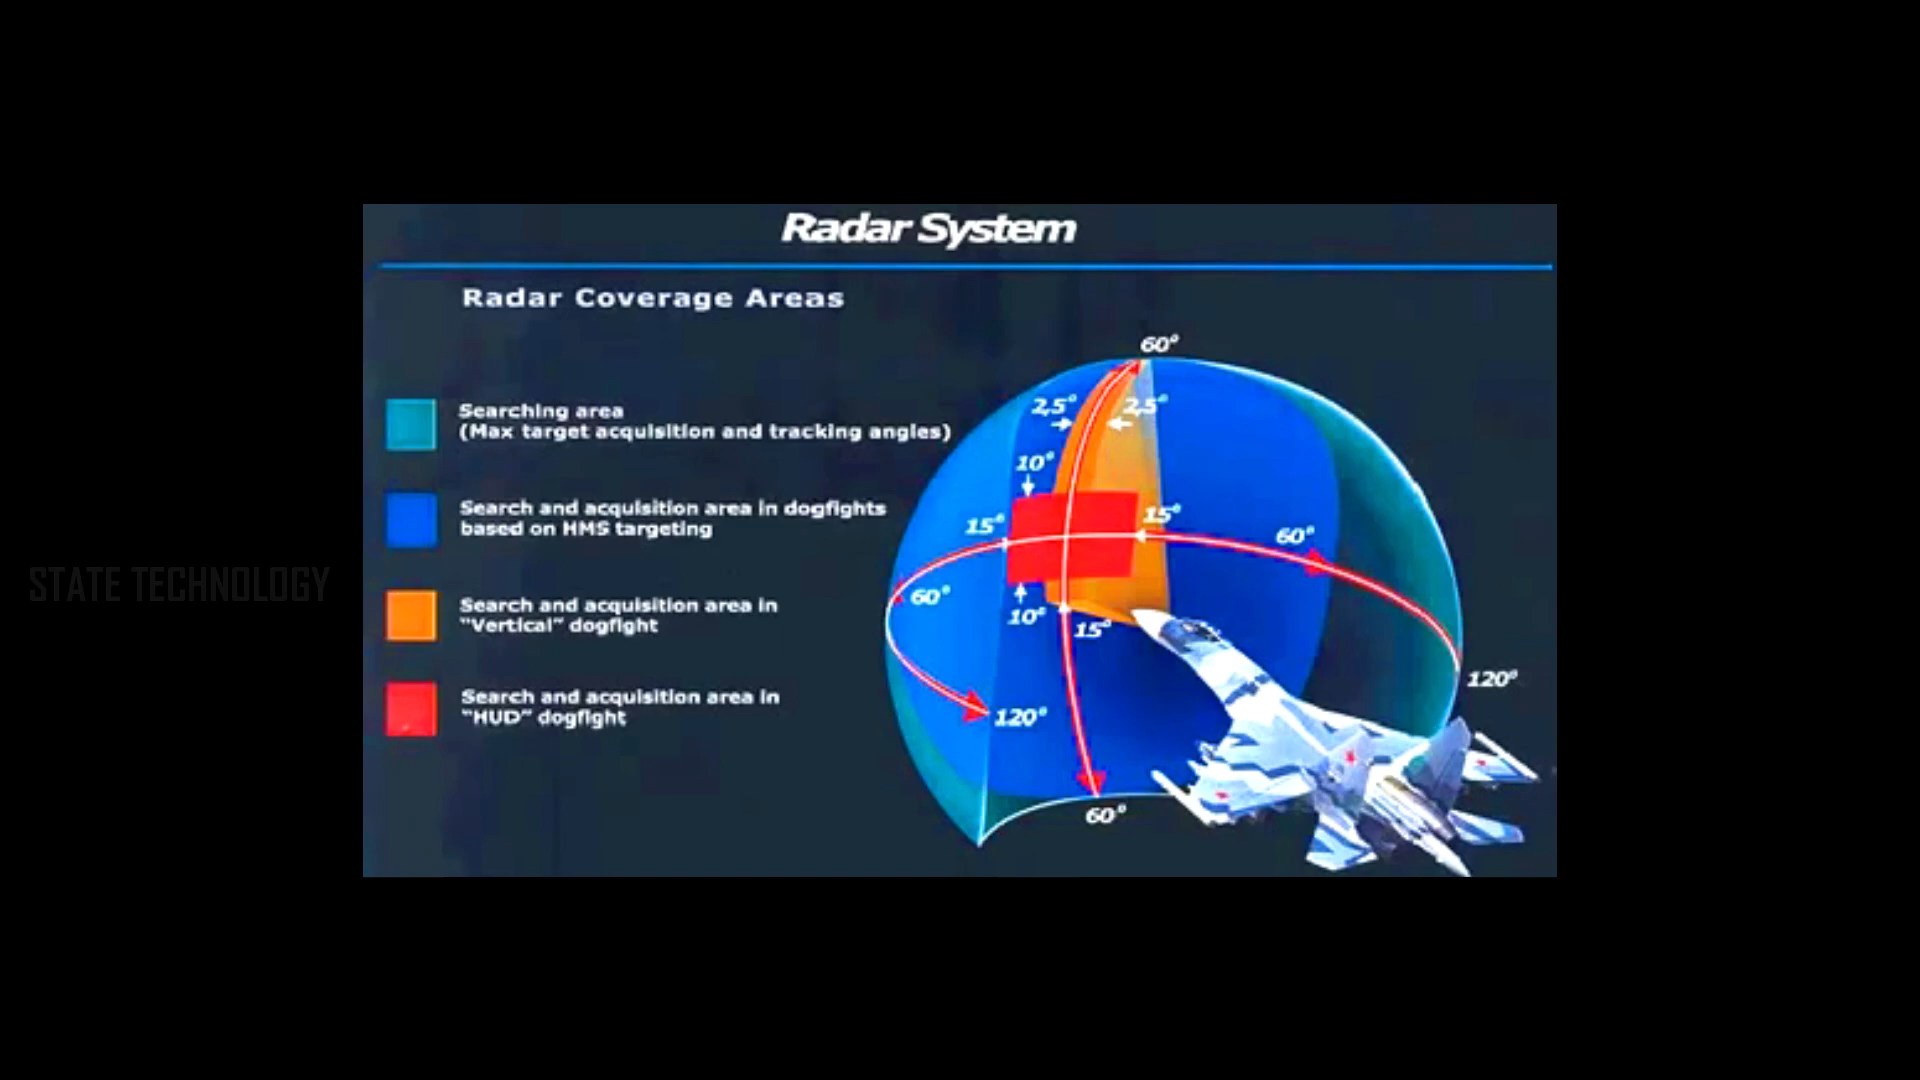 Radar System
Radar Coverage Areas
Searching area
(Max target acquisition and tracking angles)
Search and acquisition area in dogfights
based on HMS targeting
Search and acquisition area in
"Vertical" dogfight
Search and acquisition area in
"HUD" dogfight
60°
2,5° 2,5°
10°
15° 15°
60°
60°
10°
15°
120°
120°
60°
STATE TECHNOLOGY